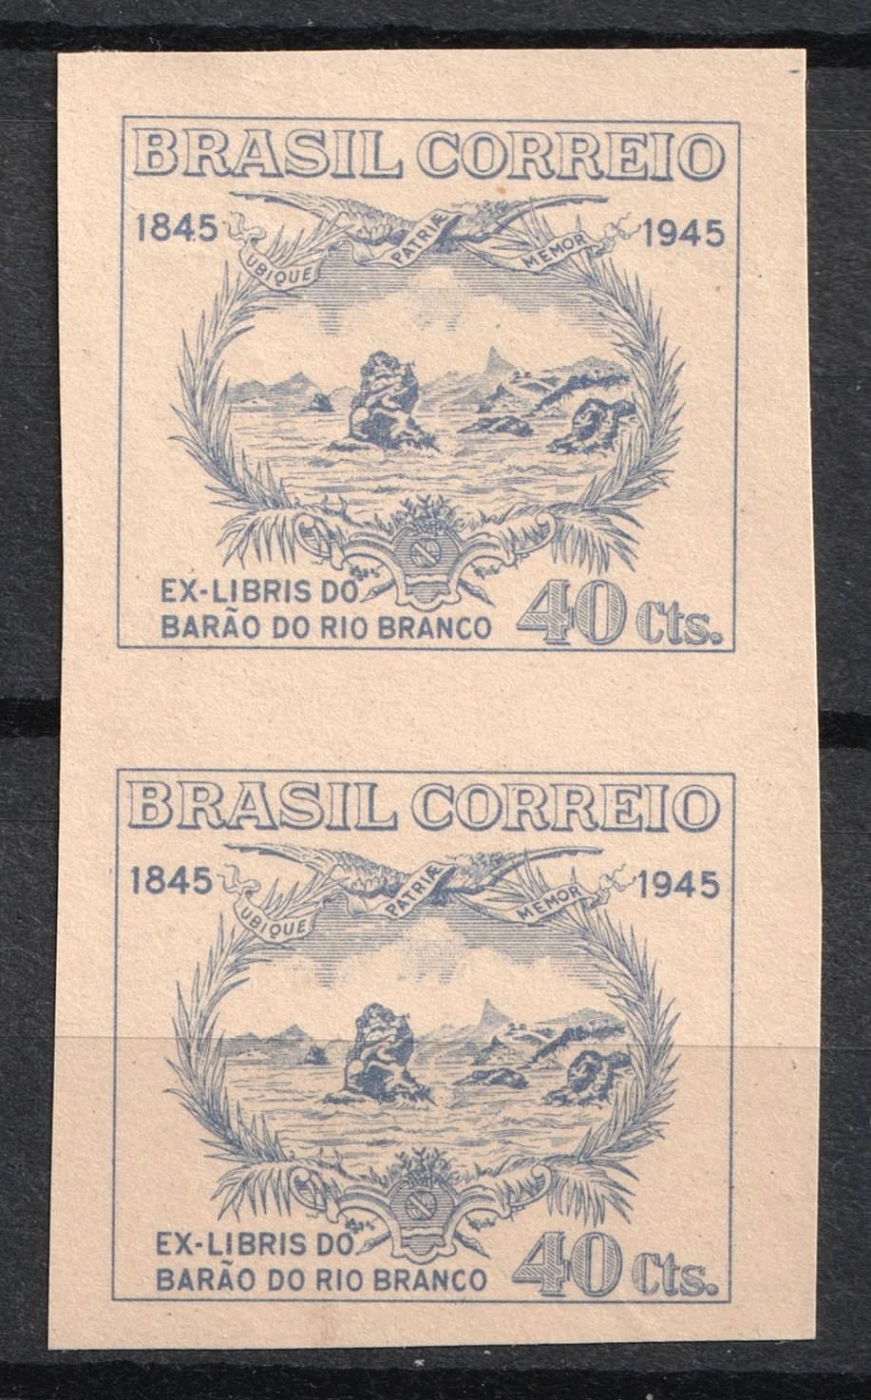 BRASIL CORREIO
1845 1945
UBIQUE PATRIÆ MEMOR
EX-LIBRIS DO
BARÃO DO RIO BRANCO 40 Cts.
BRASIL CORREIO
1845 1945
UBIQUE PATRIÆ MEMOR
EX-LIBRIS DO
BARÃO DO RIO BRANCO 40 Cts.